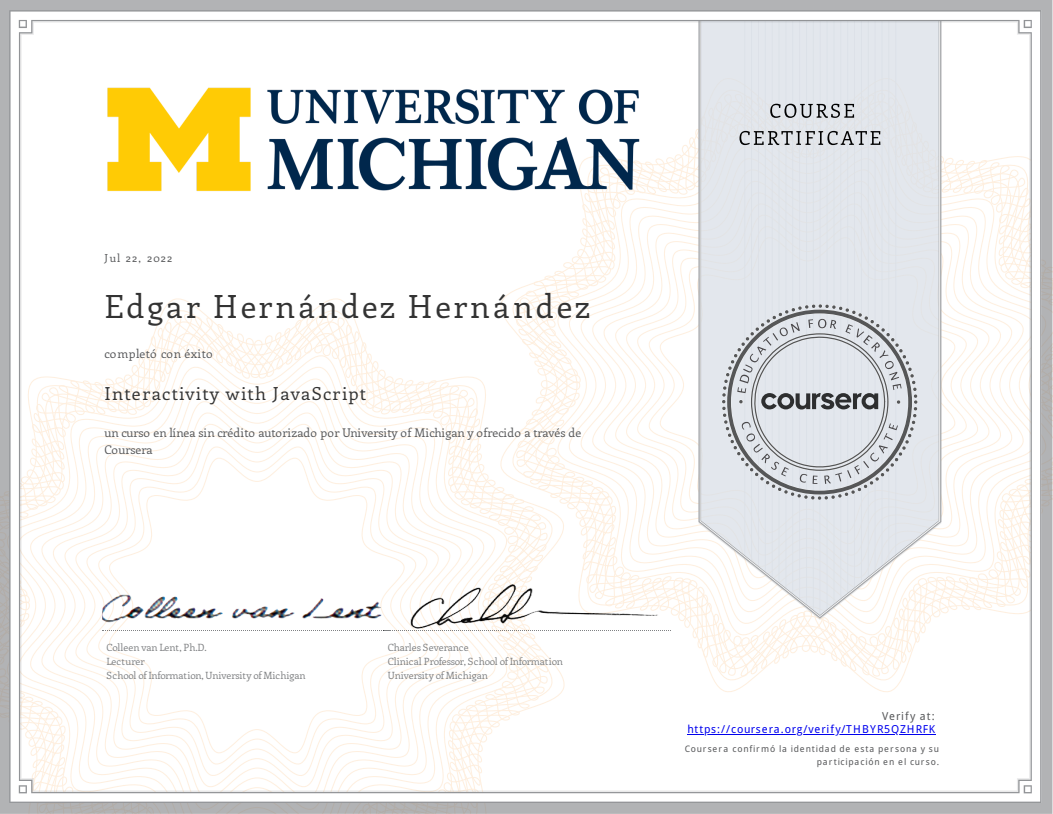 UNIVERSITY OF
MICHIGAN
COURSE
CERTIFICATE
Jul 22, 2022
Edgar Hernández Hernández
completó con éxito
Interactivity with JavaScript
un curso en línea sin crédito autorizado por University of Michigan y ofrecido a través de
Coursera
EDUCATION FOR EVERYONE
coursera
COURSE CERTIFICATE
Colleen van Lent
Colleen van Lent, Ph.D.
Lecturer
School of Information, University of Michigan
Charles Severance
Clinical Professor, School of Information
University of Michigan
Verify at:
https://coursera.org/verify/THBYR5QZHRFK
Coursera confirmó la identidad de esta persona y su
participación en el curso.